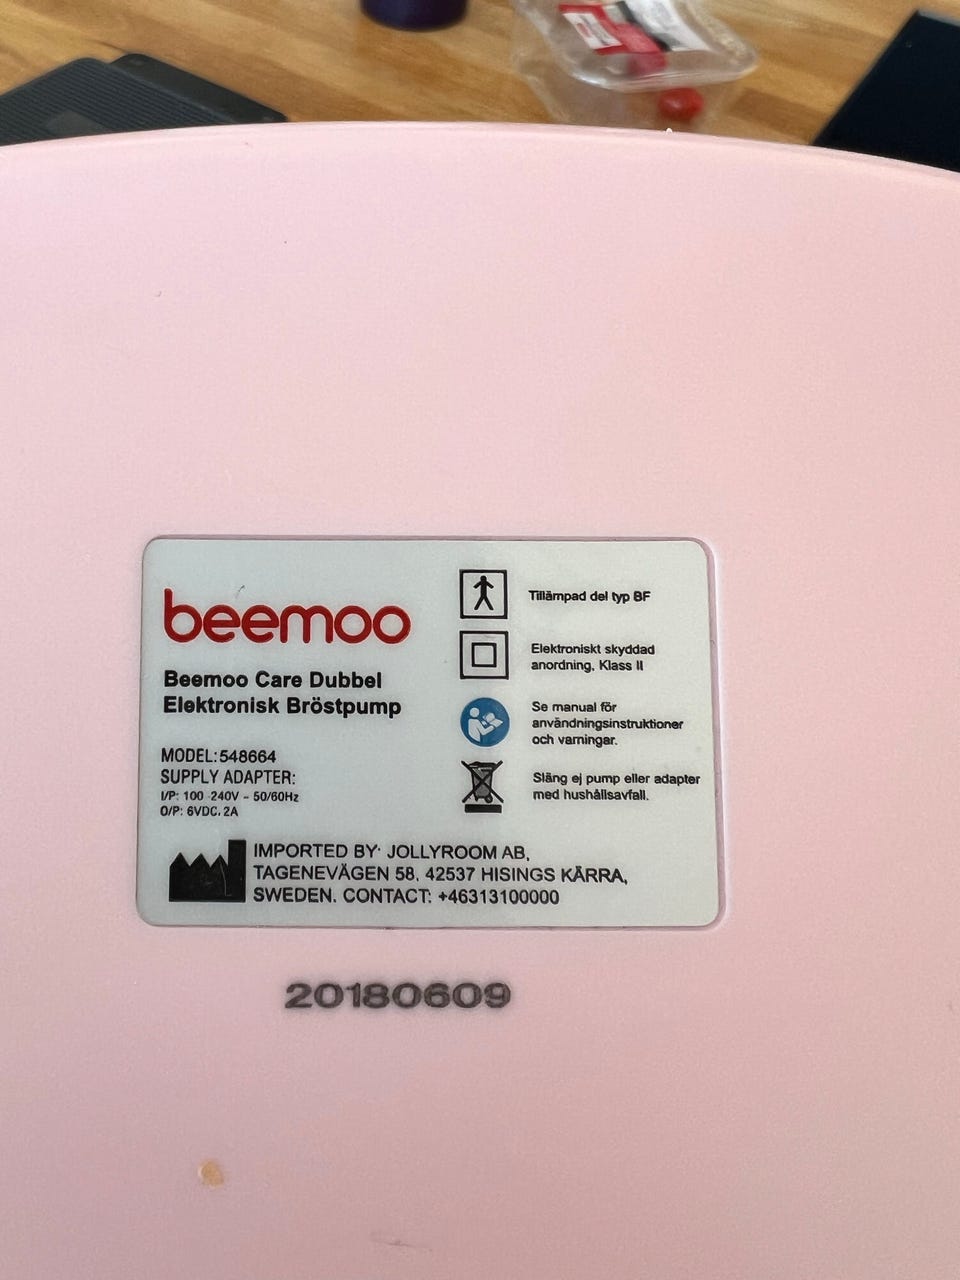 beemoo
Beemoo Care Dubbel
Elektronisk Bröstpump
MODEL:548664
SUPPLY ADAPTER:
I/P: 100 240V - 50/60Hz
O/P: 6VDC, 2A
Tillämpad del typ BF
Elektroniskt skyddad
anordning, Klass II
Se manual för
användningsinstruktioner
och varningar.
Släng ej pump eller adapter
med hushållsavfall.
IMPORTED BY: JOLLYROOM AB,
TAGENEVÄGEN 58, 42537 HISINGS KÄRRA,
SWEDEN. CONTACT: +46313100000
20180609